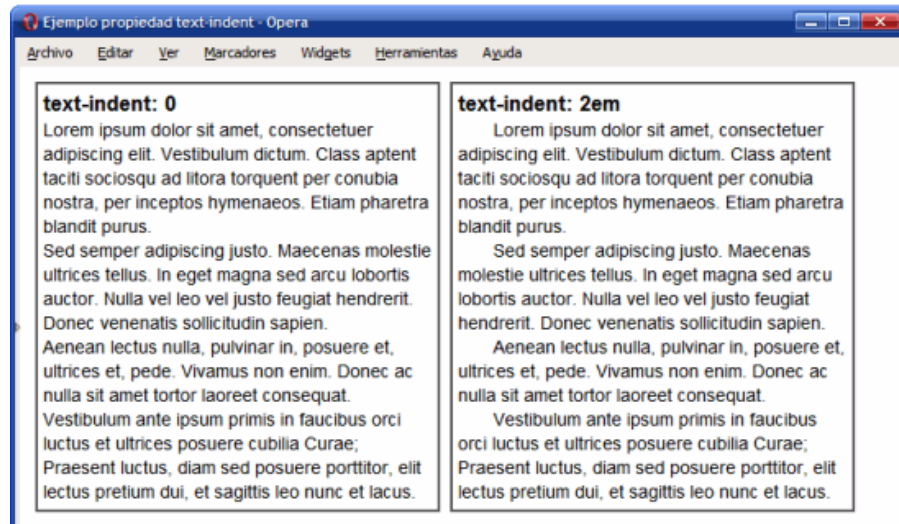 Ejemplo propiedad text-indent - Opera
Archivo Editar Ver Marcadores Widgets Herramientas Ayuda
text-indent: 0
Lorem ipsum dolor sit amet, consectetuer
adipiscing elit. Vestibulum dictum. Class aptent
taciti sociosqu ad litora torquent per conubia
nostra, per inceptos hymenaeos. Etiam pharetra
blandit purus.
Sed semper adipiscing justo. Maecenas molestie
ultrices tellus. In eget magna sed arcu lobortis
auctor. Nulla vel leo vel justo feugiat hendrerit.
Donec venenatis sollicitudin sapien.
Aenean lectus nulla, pulvinar in, posuere et,
ultrices et, pede. Vivamus non enim. Donec ac
nulla sit amet tortor laoreet consequat.
Vestibulum ante ipsum primis in faucibus orci
luctus et ultrices posuere cubilia Curae;
Praesent luctus, diam sed posuere porttitor, elit
lectus pretium dui, et sagittis leo nunc et lacus.
text-indent: 2em
Lorem ipsum dolor sit amet, consectetuer
adipiscing elit. Vestibulum dictum. Class aptent
taciti sociosqu ad litora torquent per conubia
nostra, per inceptos hymenaeos. Etiam pharetra
blandit purus.
Sed semper adipiscing justo. Maecenas
molestie ultrices tellus. In eget magna sed arcu
lobortis auctor. Nulla vel leo vel justo feugiat
hendrerit. Donec venenatis sollicitudin sapien.
Aenean lectus nulla, pulvinar in, posuere et,
ultrices et, pede. Vivamus non enim. Donec ac
nulla sit amet tortor laoreet consequat.
Vestibulum ante ipsum primis in faucibus
orci luctus et ultrices posuere cubilia Curae;
Praesent luctus, diam sed posuere porttitor, elit
lectus pretium dui, et sagittis leo nunc et lacus.